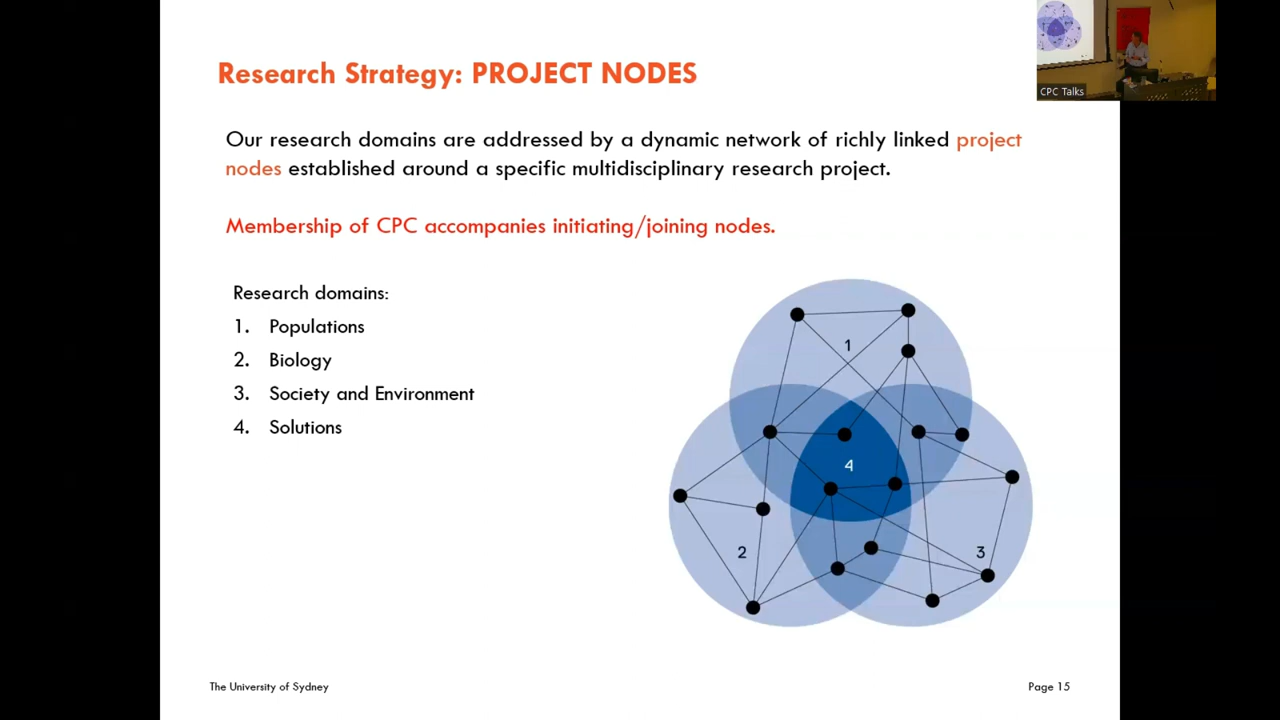 CPC Talks
Research Strategy: PROJECT NODES
Our research domains are addressed by a dynamic network of richly linked project
nodes established around a specific multidisciplinary research project.
Membership of CPC accompanies initiating/joining nodes.
Research domains:
1. Populations
2. Biology
3. Society and Environment
4. Solutions
1
4
2
3
The University of Sydney
Page 15